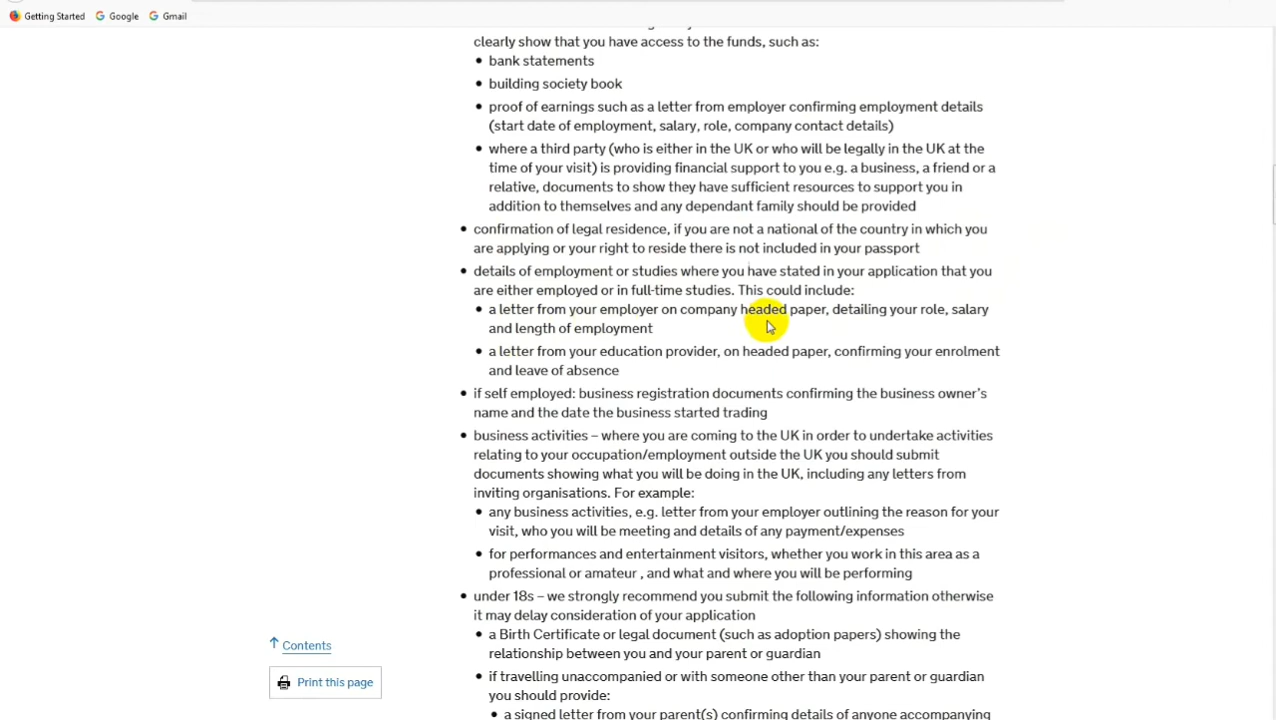 Getting Started Google Gmail
clearly show that you have access to the funds, such as:
• bank statements
• building society book
• proof of earnings such as a letter from employer confirming employment details
(start date of employment, salary, role, company contact details)
• where a third party (who is either in the UK or who will be legally in the UK at the
time of your visit) is providing financial support to you e.g. a business, a friend or a
relative, documents to show they have sufficient resources to support you in
addition to themselves and any dependant family should be provided
• confirmation of legal residence, if you are not a national of the country in which you
are applying or your right to reside there is not included in your passport
• details of employment or studies where you have stated in your application that you
are either employed or in full-time studies. This could include:
• a letter from your employer on company headed paper, detailing your role, salary
and length of employment
• a letter from your education provider, on headed paper, confirming your enrolment
and leave of absence
• if self employed: business registration documents confirming the business owner's
name and the date the business started trading
• business activities – where you are coming to the UK in order to undertake activities
relating to your occupation/employment outside the UK you should submit
documents showing what you will be doing in the UK, including any letters from
inviting organisations. For example:
• any business activities, e.g. letter from your employer outlining the reason for your
visit, who you will be meeting and details of any payment/expenses
• for performances and entertainment visitors, whether you work in this area as a
professional or amateur , and what and where you will be performing
• under 18s – we strongly recommend you submit the following information otherwise
it may delay consideration of your application
• a Birth Certificate or legal document (such as adoption papers) showing the
relationship between you and your parent or guardian
• if travelling unaccompanied or with someone other than your parent or guardian
you should provide:
• a signed letter from your parent(s) confirming details of anyone accompanying
Contents
Print this page